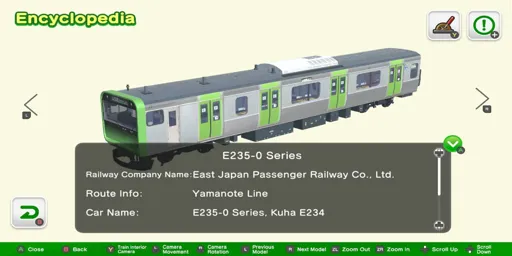 Encyclopedia
E235-0 Series
Railway Company Name: East Japan Passenger Railway Co., Ltd.
Route Info: Yamanote Line
Car Name: E235-0 Series, Kuha E234
Close Back Train Interior Camera Camera Movement Camera Rotation Previous Model Next Model Zoom Out Zoom In Scroll Up Scroll Down